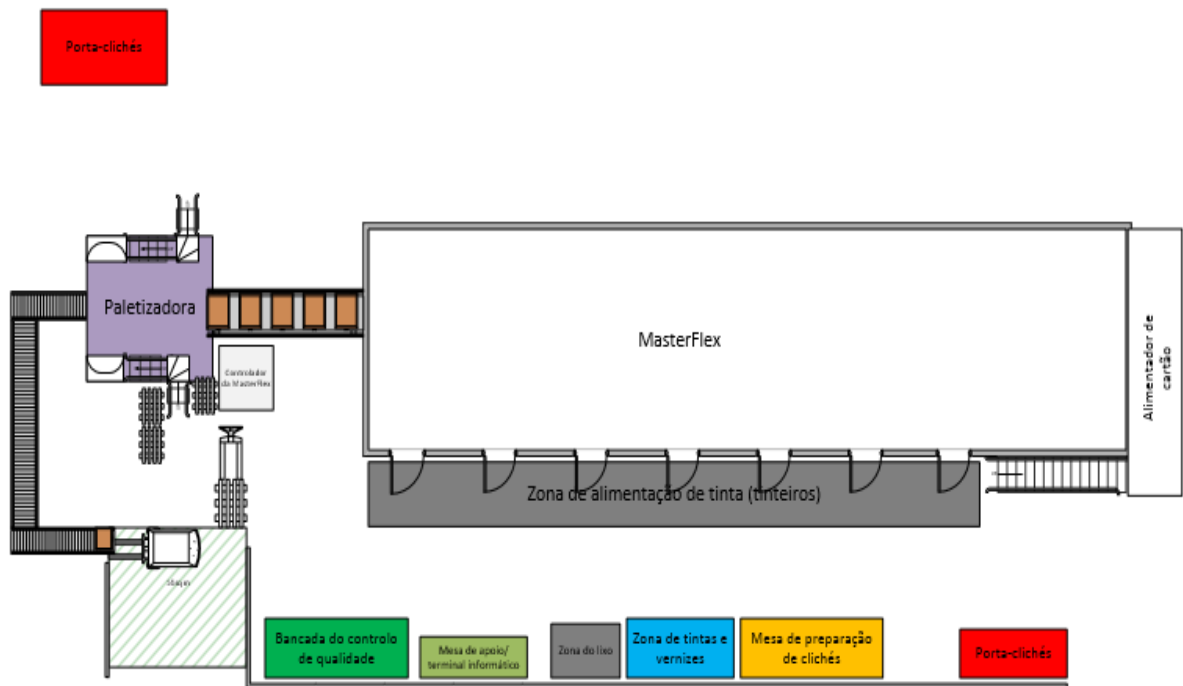 Porta-clichés
Paletizadora
MasterFlex
Alimentador de
cartão
Controlador
da MasterFlex
Zona de alimentação de tinta (tinteiros)
Bancada do controlo
de qualidade
Mesa de apoio/
terminal informático
Zona do lixo
Zona de tintas e
vernizes
Mesa de preparação
de clichés
Porta-clichés